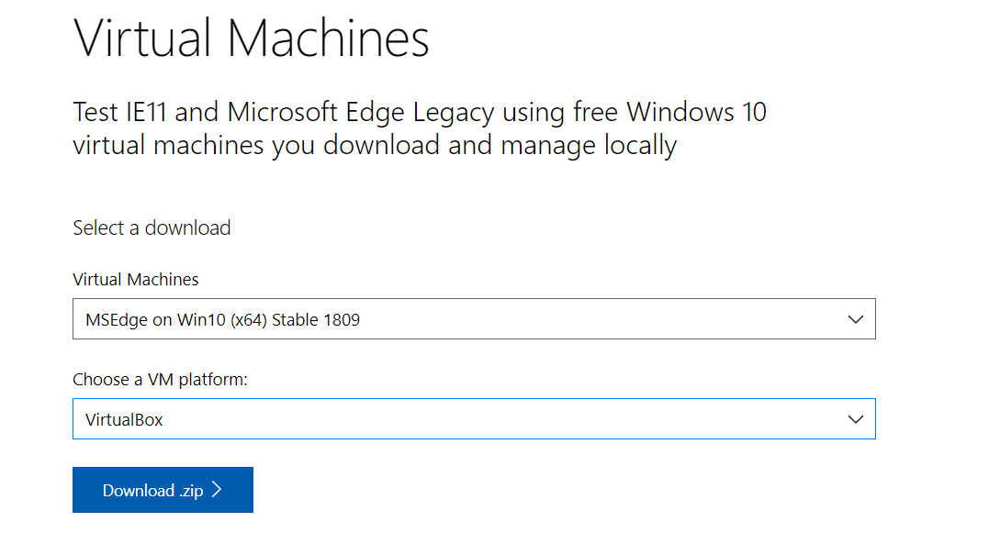 Virtual Machines
Test IE11 and Microsoft Edge Legacy using free Windows 10
virtual machines you download and manage locally
Select a download
Virtual Machines
MSEdge on Win10 (x64) Stable 1809
Choose a VM platform:
VirtualBox
Download .zip